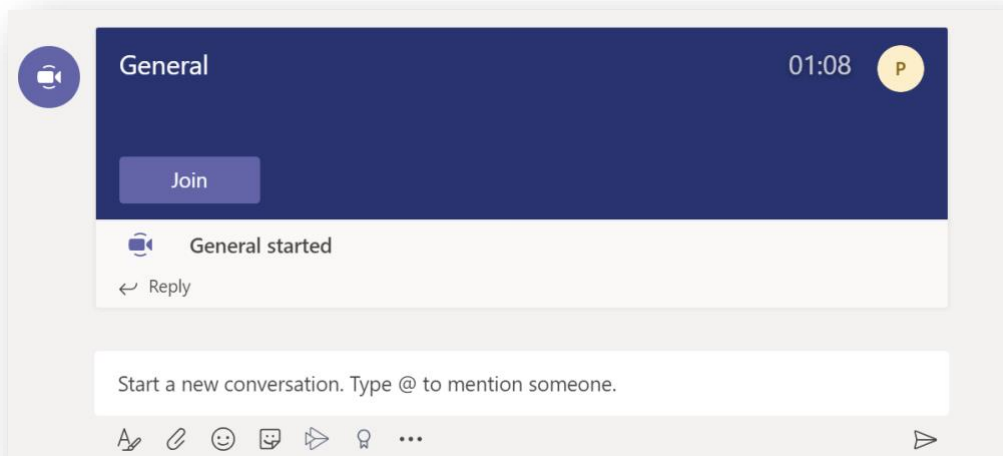 General 01:08 P
Join
General started
Reply
Start a new conversation. Type @ to mention someone.